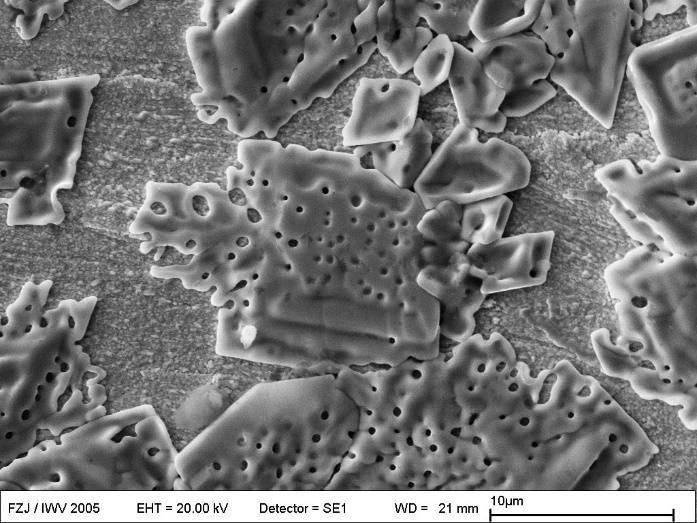 FZJ / IWV 2005 EHT = 20.00 kV Detector = SE1 WD = 21 mm 10µm